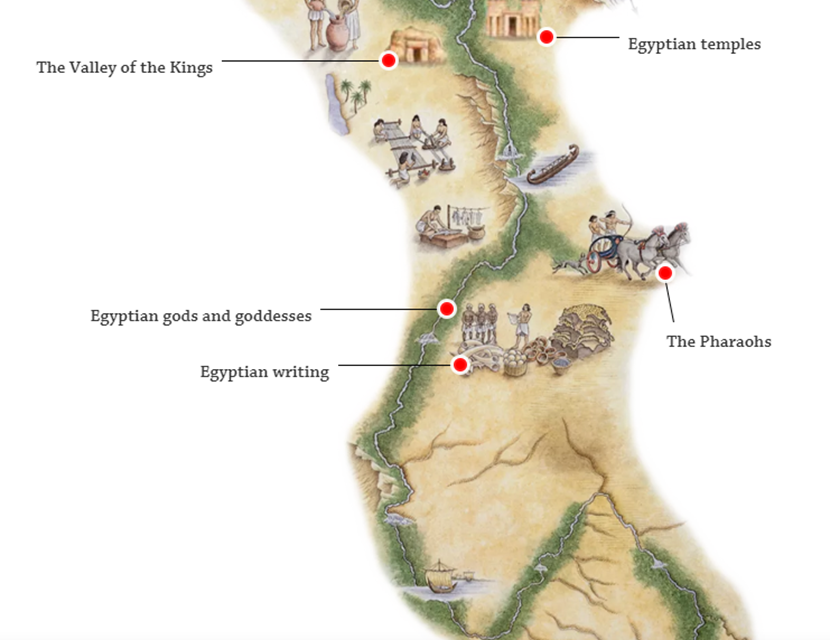 Egyptian temples
The Valley of the Kings
Egyptian gods and goddesses
The Pharaohs
Egyptian writing